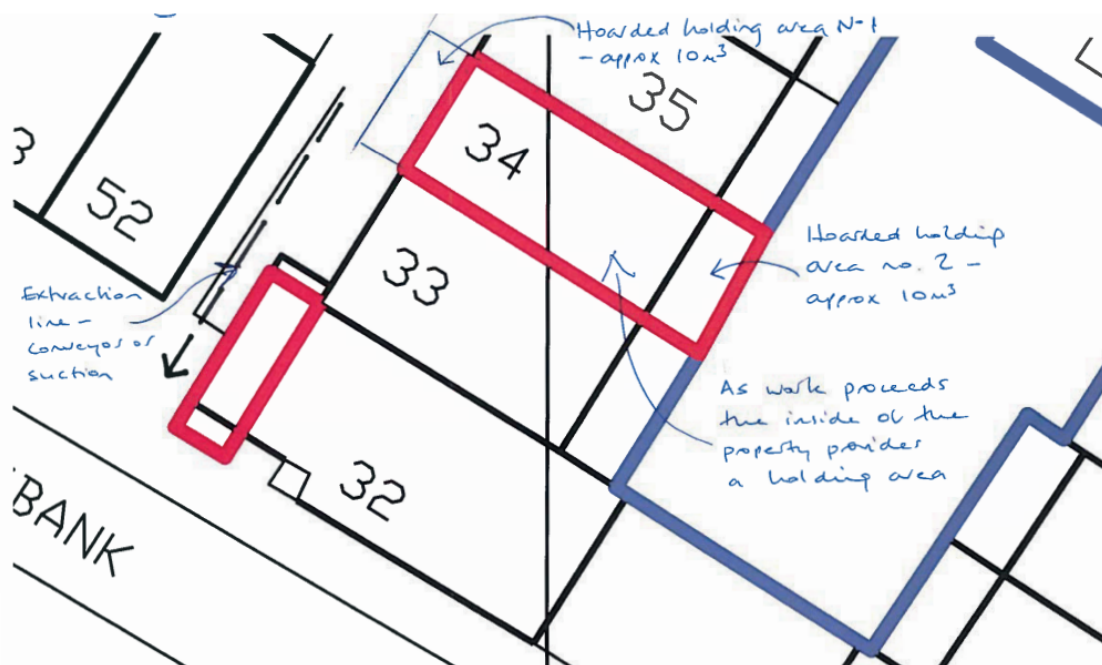 Hoarded holding area No 1
- approx 10m³
35
34
3
52
33
Hoarded holding
area no. 2 -
approx 10m³
Extraction
line -
conveyor or
suction
As work proceeds
the inside of the
property provides
a holding area
32
BANK